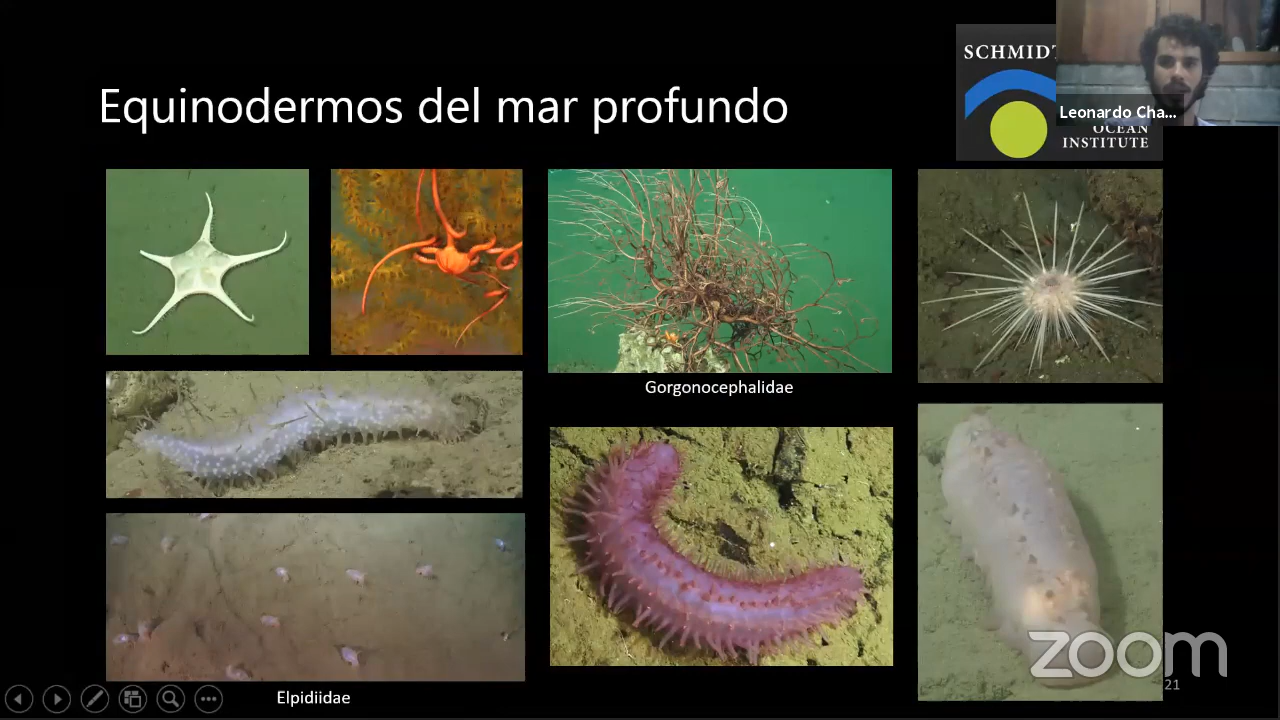 SCHMIDT
Leonardo Cha...
OCEAN
INSTITUTE
Equinodermos del mar profundo
Gorgonocephalidae
Elpidiidae
zoom
21